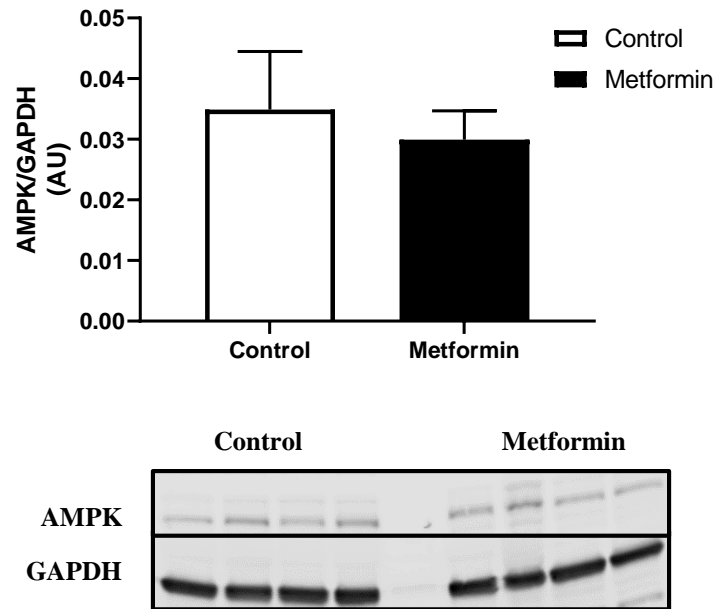 AMPK/GAPDH
(AU)
0.05
0.04
0.03
0.02
0.01
0.00
Control
Metformin
Control
Metformin
Control Metformin
AMPK
GAPDH